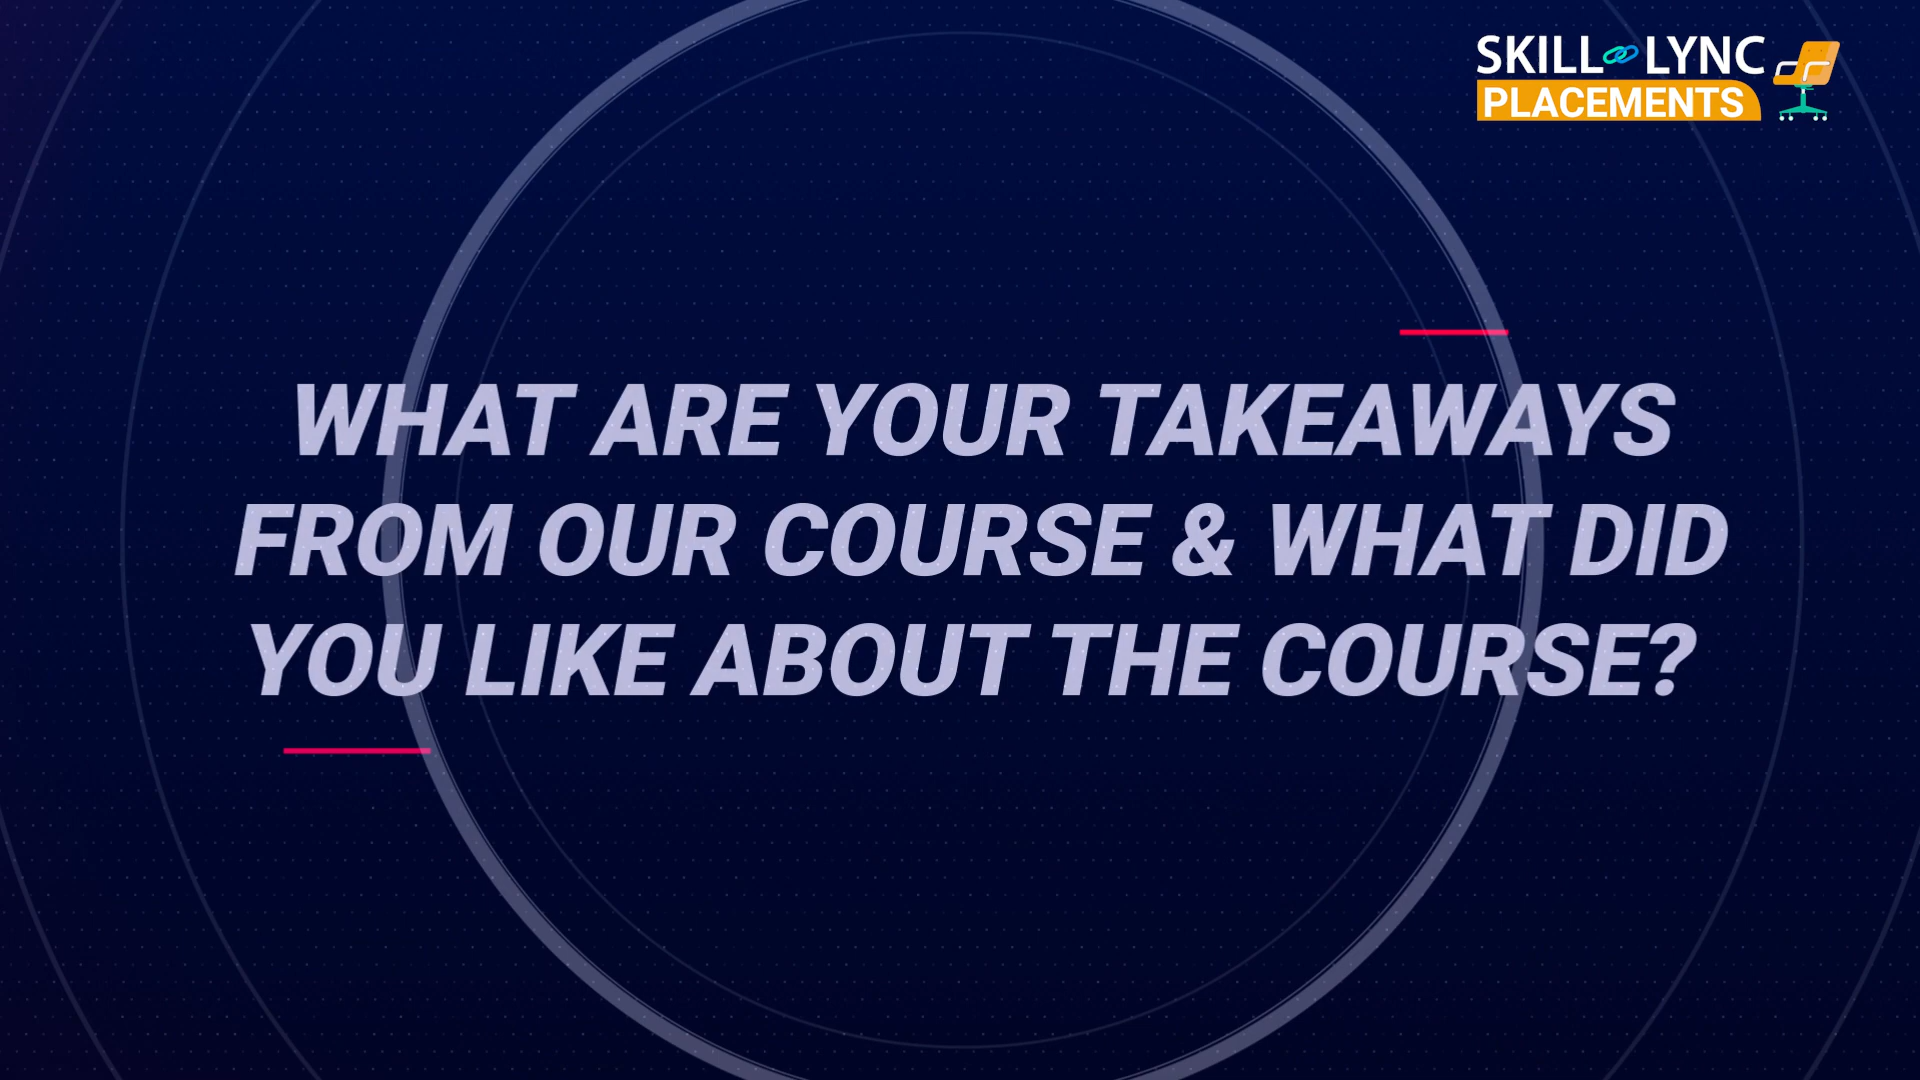 SKILL LYNC
PLACEMENTS
WHAT ARE YOUR TAKEAWAYS
FROM OUR COURSE & WHAT DID
YOU LIKE ABOUT THE COURSE?